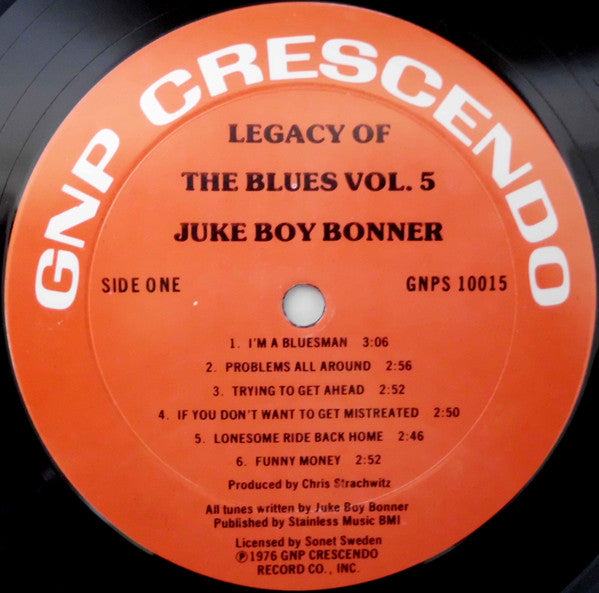 GNP CRESCENDO
LEGACY OF
THE BLUES VOL. 5
JUKE BOY BONNER
SIDE ONE GNPS 10015
1. I'M A BLUESMAN 3:06
2. PROBLEMS ALL AROUND 2:56
3. TRYING TO GET AHEAD 2:52
4. IF YOU DON'T WANT TO GET MISTREATED 2:50
5. LONESOME RIDE BACK HOME 2:46
6. FUNNY MONEY 2:52
Produced by Chris Strachwitz
All tunes written by Juke Boy Bonner
Published by Stainless Music BMI
Licensed by Sonet Sweden
℗1976 GNP CRESCENDO
RECORD CO., INC.